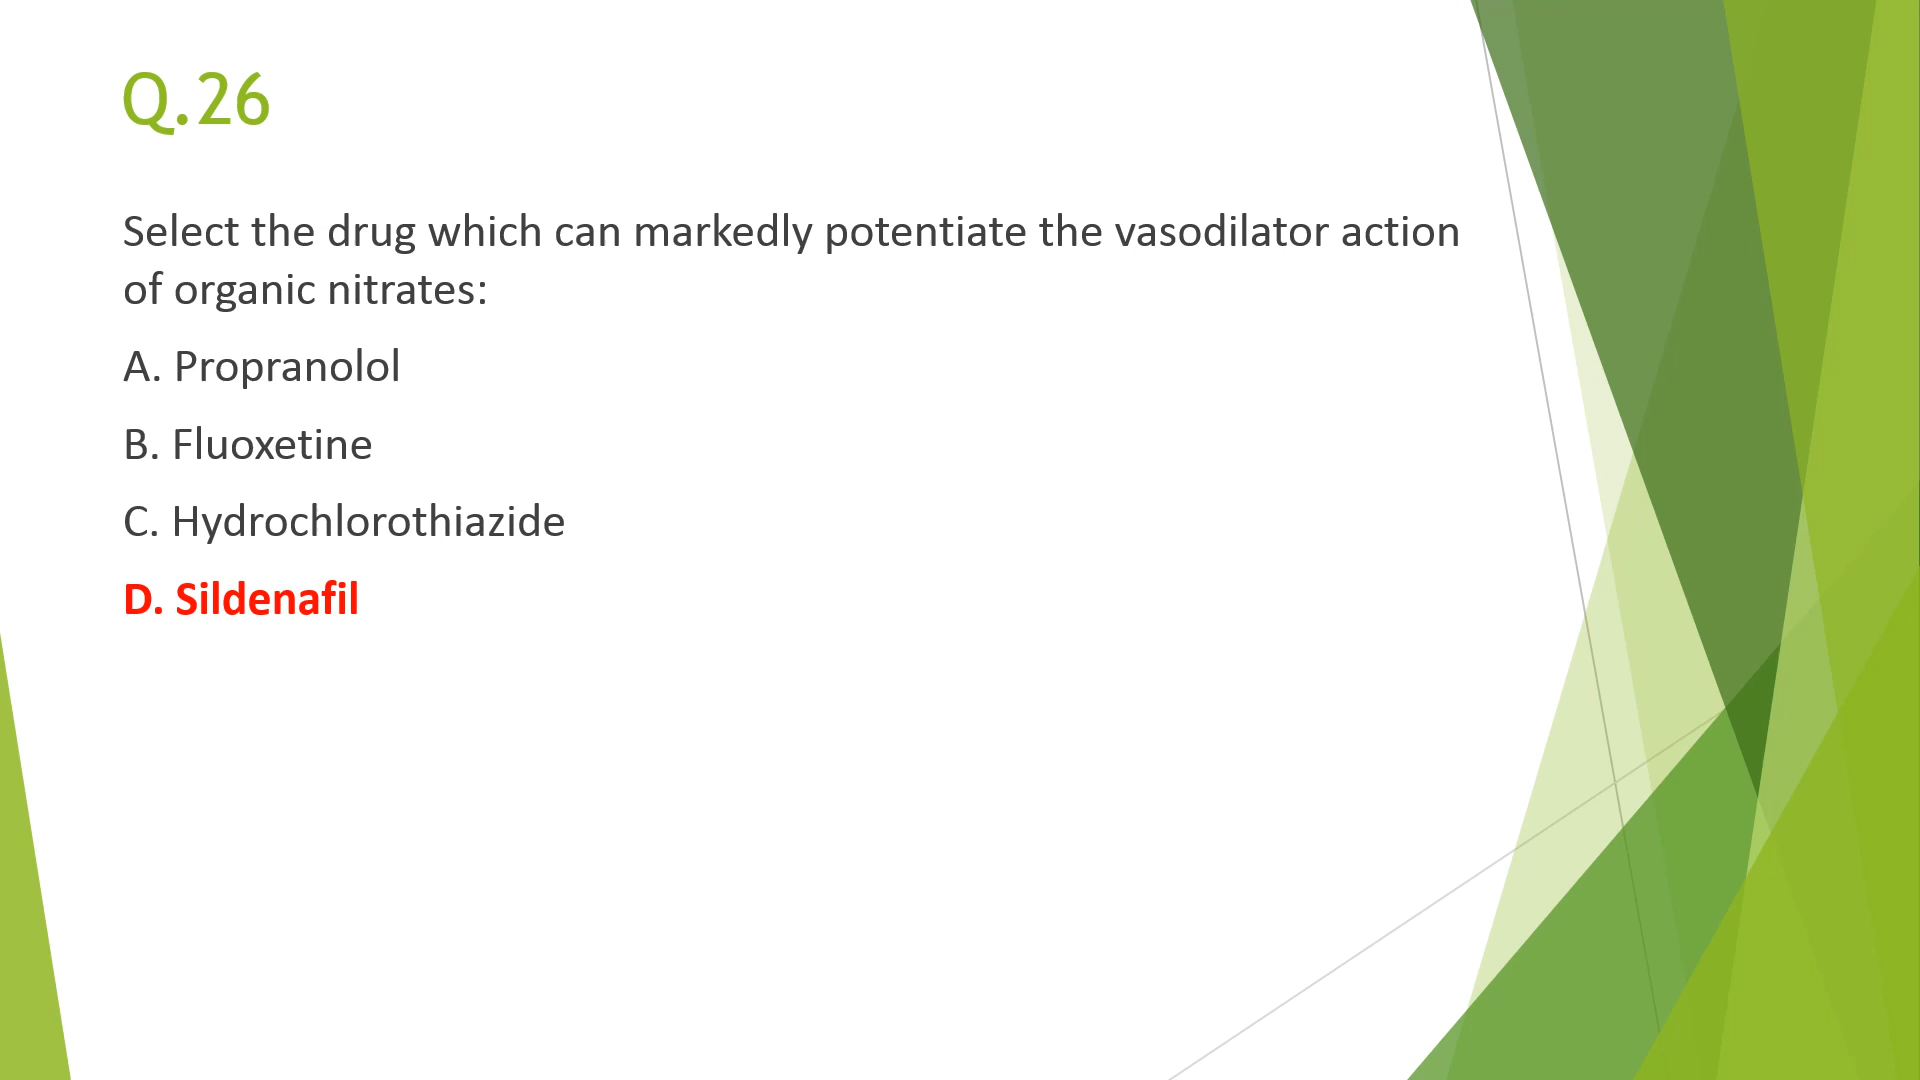 Q.26
Select the drug which can markedly potentiate the vasodilator action
of organic nitrates:
A. Propranolol
B. Fluoxetine
C. Hydrochlorothiazide
D. Sildenafil